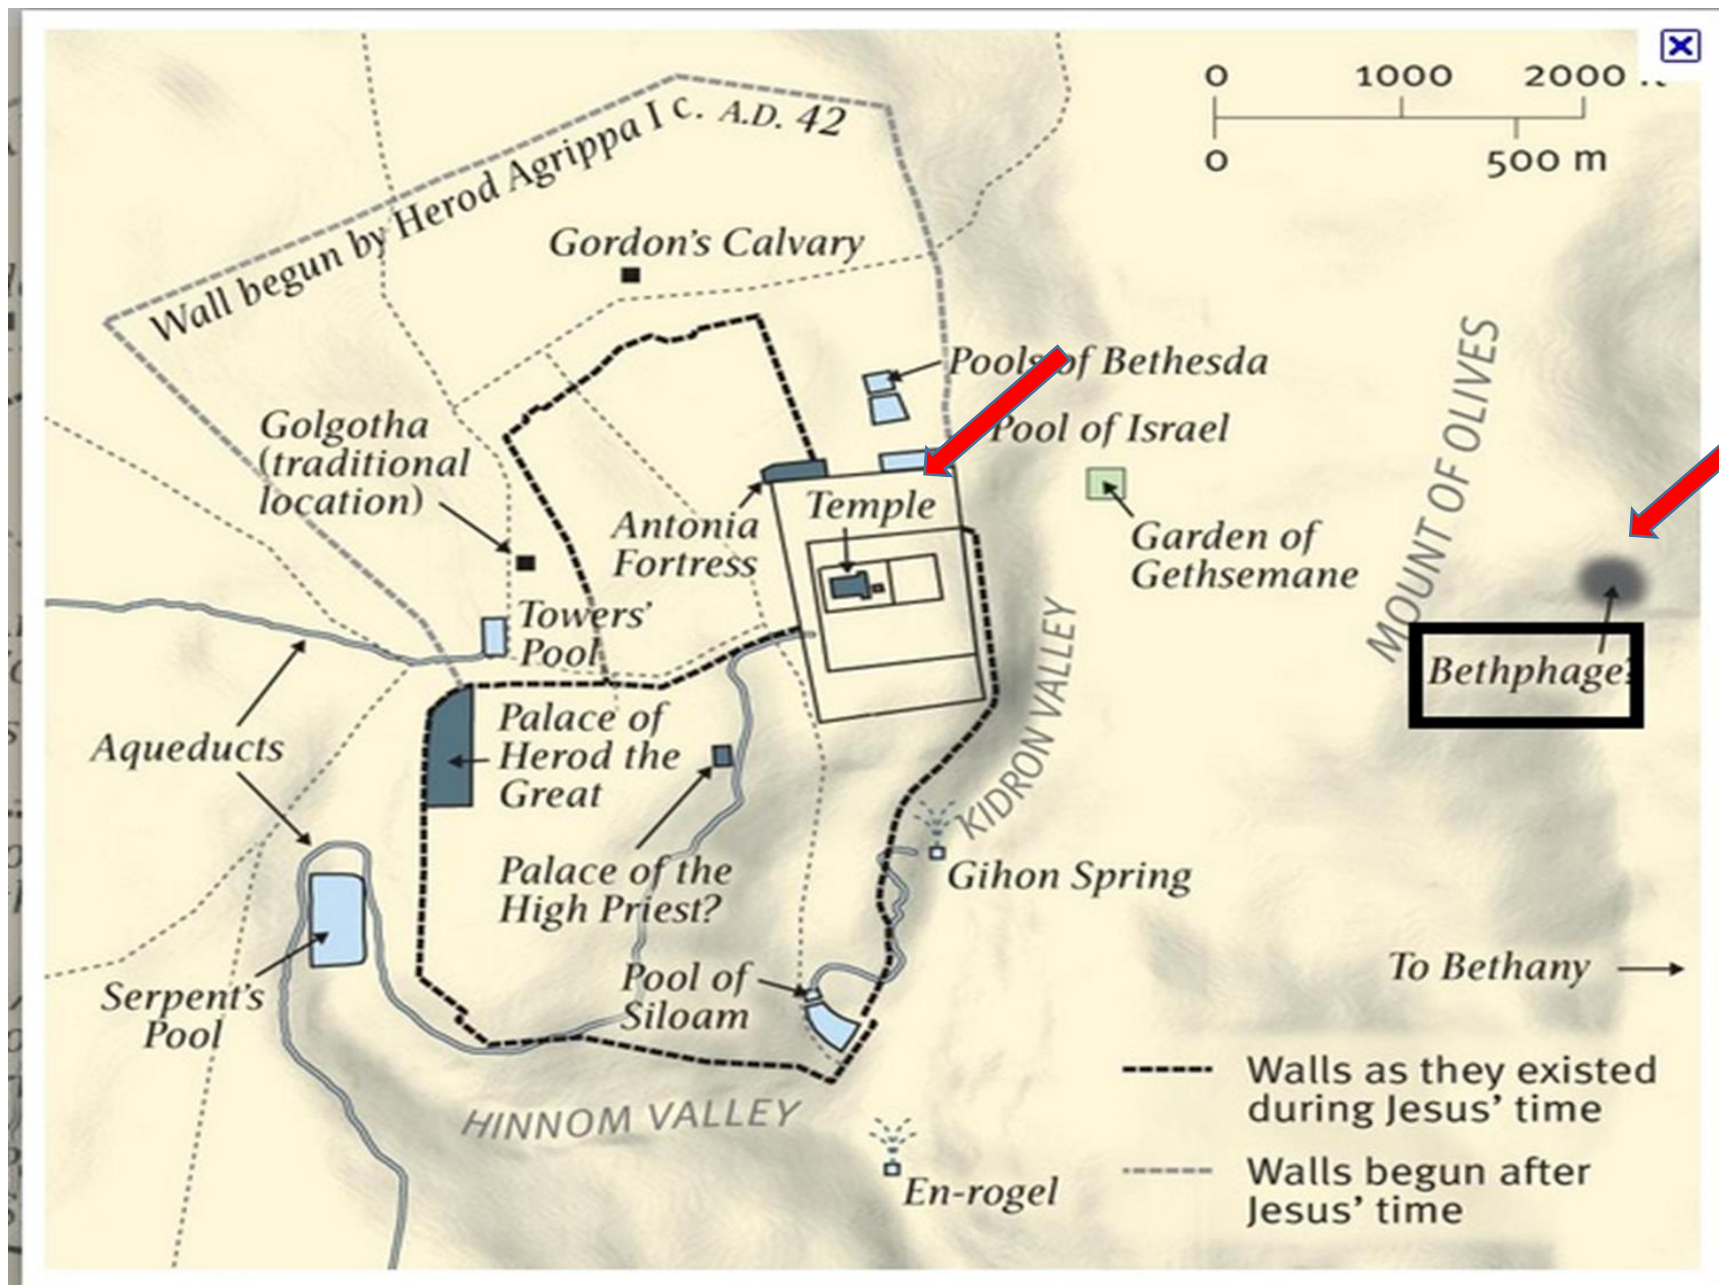 0 1000 2000
0 500 m
Wall begun by Herod Agrippa I c. A.D. 42
Gordon's Calvary
Pools of Bethesda
Pool of Israel
Golgotha
(traditional
location)
Antonia
Fortress
Temple
Garden of
Gethsemane
MOUNT OF OLIVES
Bethphage?
Towers'
Pool
KIDRON VALLEY
Aqueducts
Palace of
Herod the
Great
Palace of the
High Priest?
Gihon Spring
Serpent's
Pool
Pool of
Siloam
To Bethany
HINNOM VALLEY
En-rogel
Walls as they existed
during Jesus' time
Walls begun after
Jesus' time